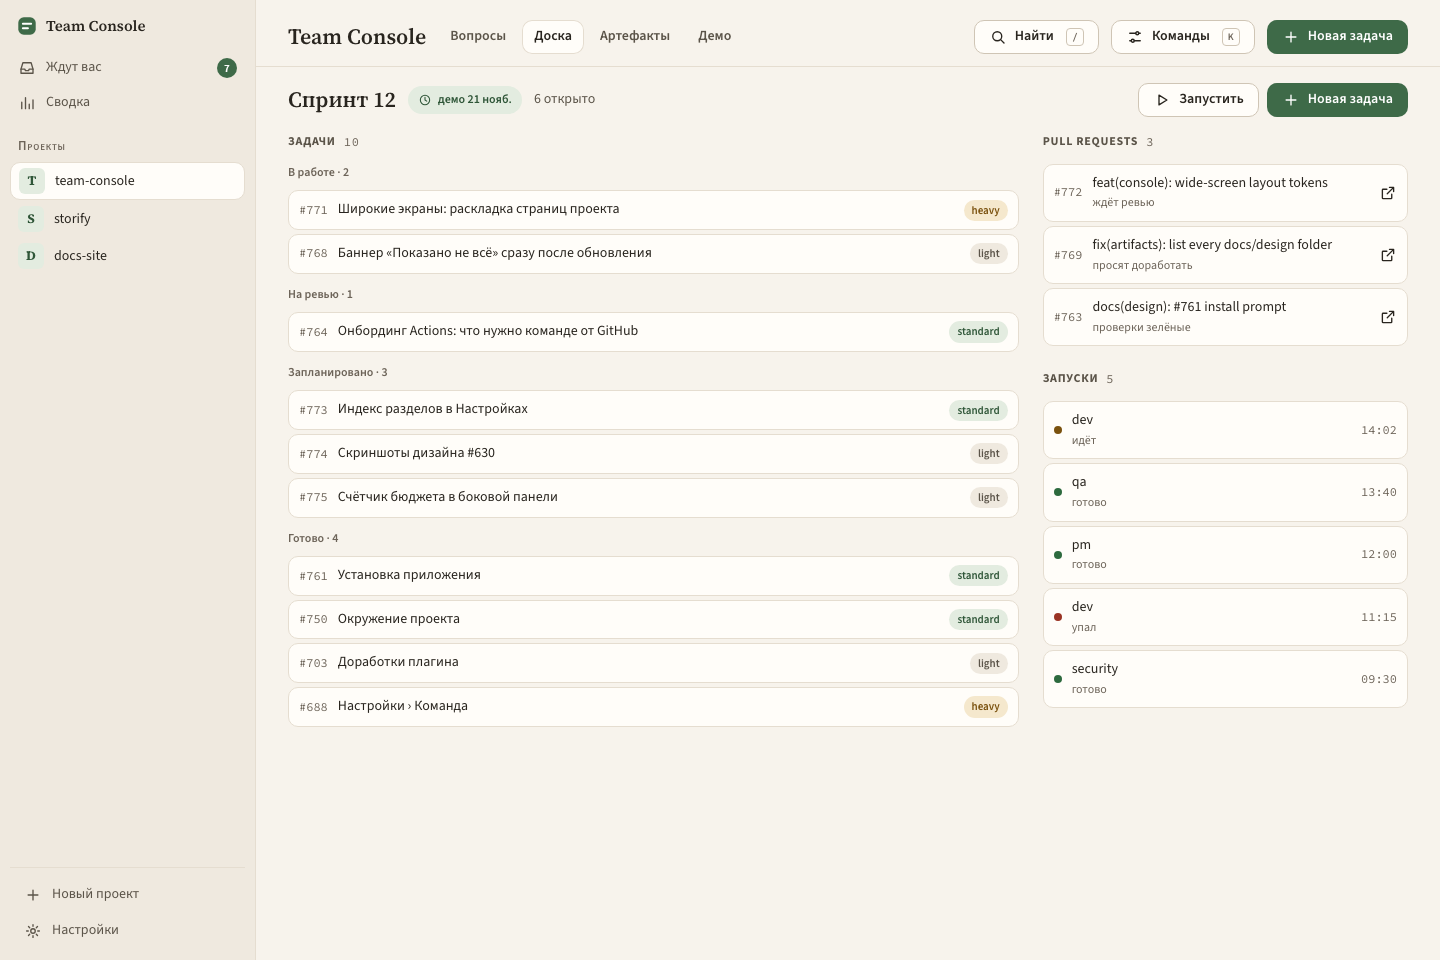 Team Console
Ждут вас 7
Сводка
Проекты
T team-console
S storify
D docs-site
Новый проект
Настройки
Team Console Вопросы Доска Артефакты Демо Найти / Команды K Новая задача
Спринт 12 демо 21 нояб. 6 открыто Запустить Новая задача
ЗАДАЧИ 10
В работе · 2
#771 Широкие экраны: раскладка страниц проекта heavy
#768 Баннер «Показано не всё» сразу после обновления light
На ревью · 1
#764 Онбординг Actions: что нужно команде от GitHub standard
Запланировано · 3
#773 Индекс разделов в Настройках standard
#774 Скриншоты дизайна #630 light
#775 Счётчик бюджета в боковой панели light
Готово · 4
#761 Установка приложения standard
#750 Окружение проекта standard
#703 Доработки плагина light
#688 Настройки › Команда heavy
PULL REQUESTS 3
#772 feat(console): wide-screen layout tokens
ждёт ревью
#769 fix(artifacts): list every docs/design folder
просят доработать
#763 docs(design): #761 install prompt
проверки зелёные
ЗАПУСКИ 5
dev 14:02
идёт
qa 13:40
готово
pm 12:00
готово
dev 11:15
упал
security 09:30
готово